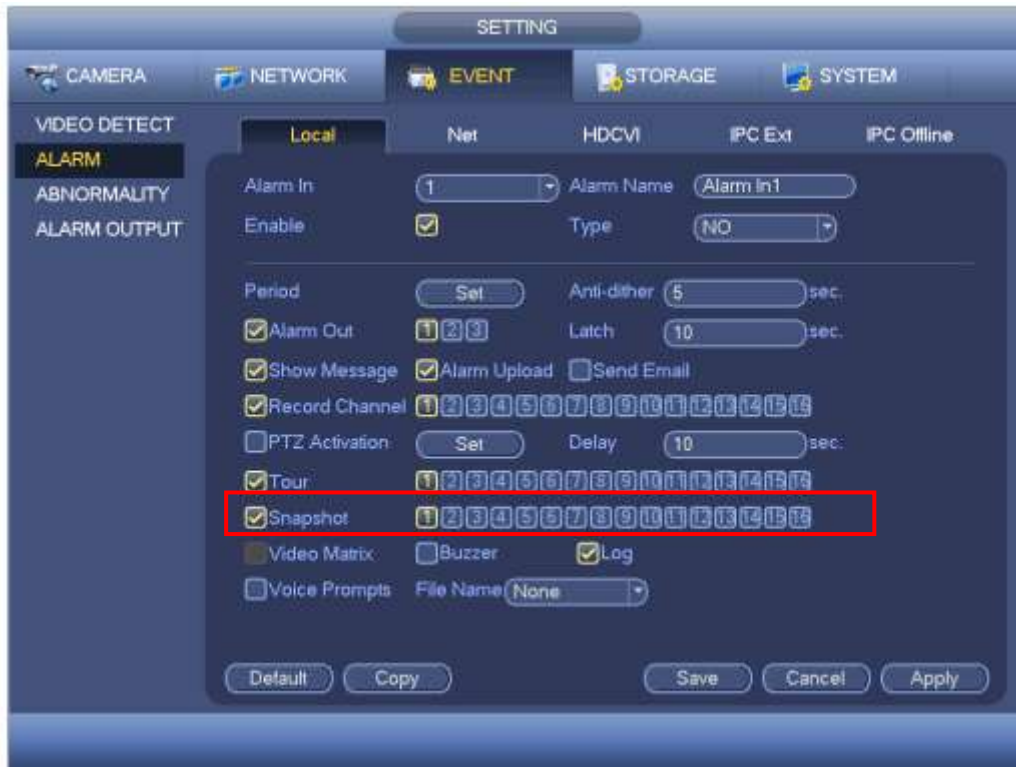 SETTING
CAMERA NETWORK EVENT STORAGE SYSTEM
VIDEO DETECT
ALARM
ABNORMALITY
ALARM OUTPUT
Local Net HDCVI IPC Ext IPC Offline
Alarm In 1 Alarm Name Alarm In1
Enable Type NO
Period Set Anti-dither 5 sec.
Alarm Out 1 2 3 Latch 10 sec.
Show Message Alarm Upload Send Email
Record Channel 1 2 3 4 5 6 7 8 9 10 11 12 13 14 15 16
PTZ Activation Set Delay 10 sec.
Tour 1 2 3 4 5 6 7 8 9 10 11 12 13 14 15 16
Snapshot 1 2 3 4 5 6 7 8 9 10 11 12 13 14 15 16
Video Matrix Buzzer Log
Voice Prompts File Name None
Default Copy Save Cancel Apply